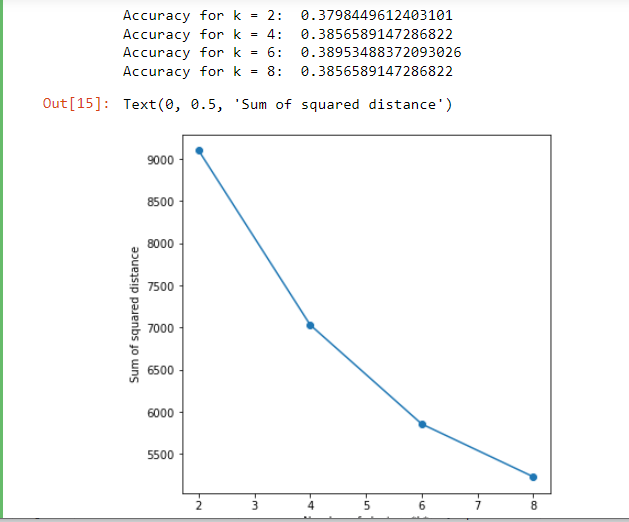 Accuracy for k = 2:  0.3798449612403101
Accuracy for k = 4:  0.3856589147286822
Accuracy for k = 6:  0.38953488372093026
Accuracy for k = 8:  0.3856589147286822
Out[15]: Text(0, 0.5, 'Sum of squared distance')
9000
8500
8000
7500
7000
6500
6000
5500
Sum of squared distance
2 3 4 5 6 7 8